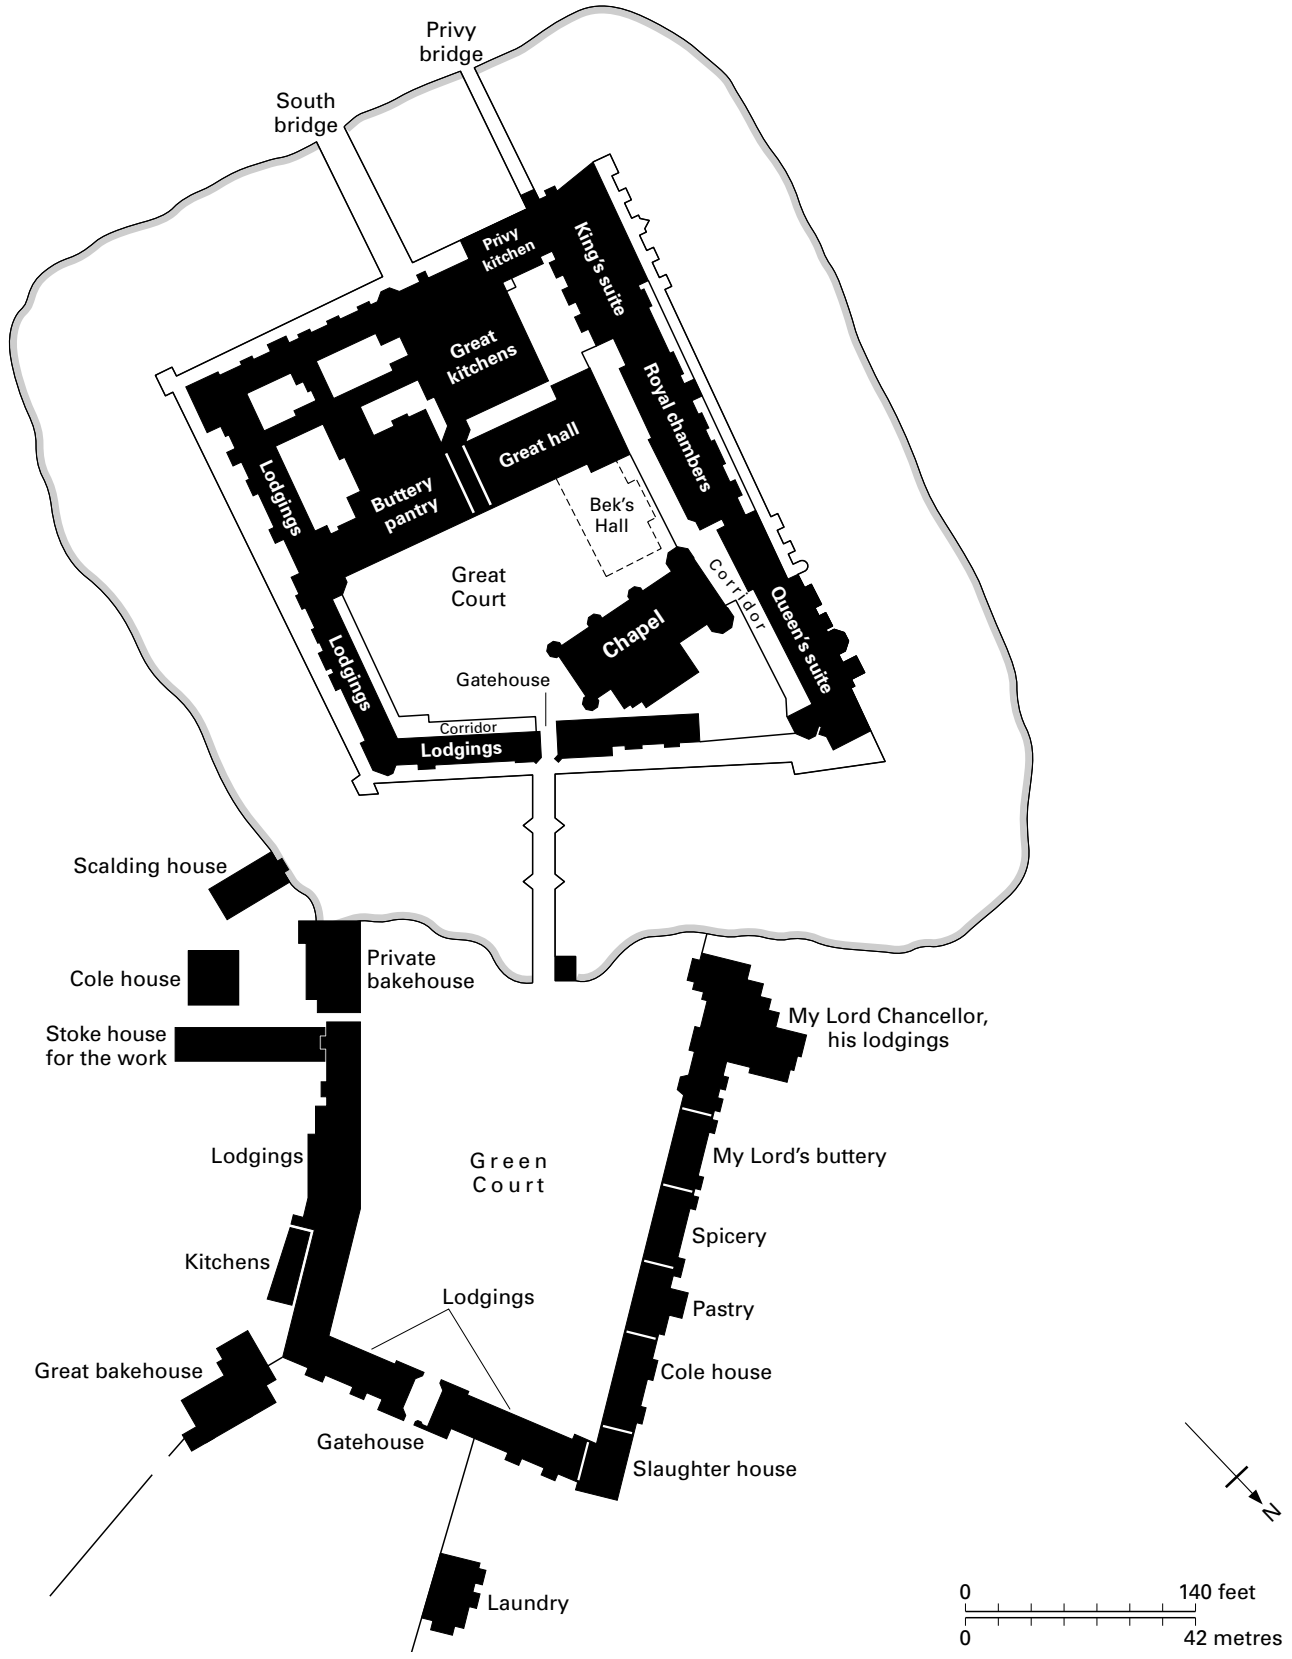 Privy
bridge
South
bridge
Privy
kitchen
King's suite
Great
kitchens
Royal chambers
Great hall
Lodgings
Buttery
pantry
Bek's
Hall
Great
Court
Corridor
Queen's suite
Chapel
Lodgings
Gatehouse
Corridor
Lodgings
Scalding house
Private
bakehouse
Cole house
Stoke house
for the work
My Lord Chancellor,
his lodgings
Lodgings
Green
Court
My Lord's buttery
Spicery
Kitchens
Lodgings
Pastry
Great bakehouse
Cole house
Gatehouse
Slaughter house
N
Laundry
0 140 feet
0 42 metres